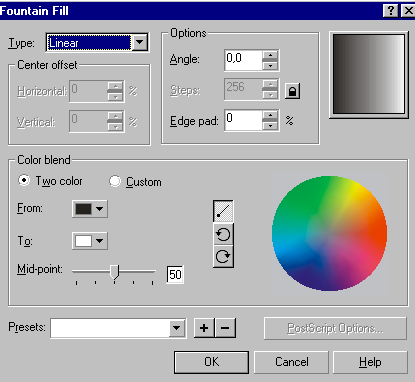 Fountain Fill
Type: Linear
Options
Angle: 0,0
Steps: 256
Edge pad: 0 %
Center offset
Horizontal: 0 %
Vertical: 0 %
Color blend
Two color Custom
From:
To:
Mid-point: 50
Presets:
PostScript Options...
OK Cancel Help